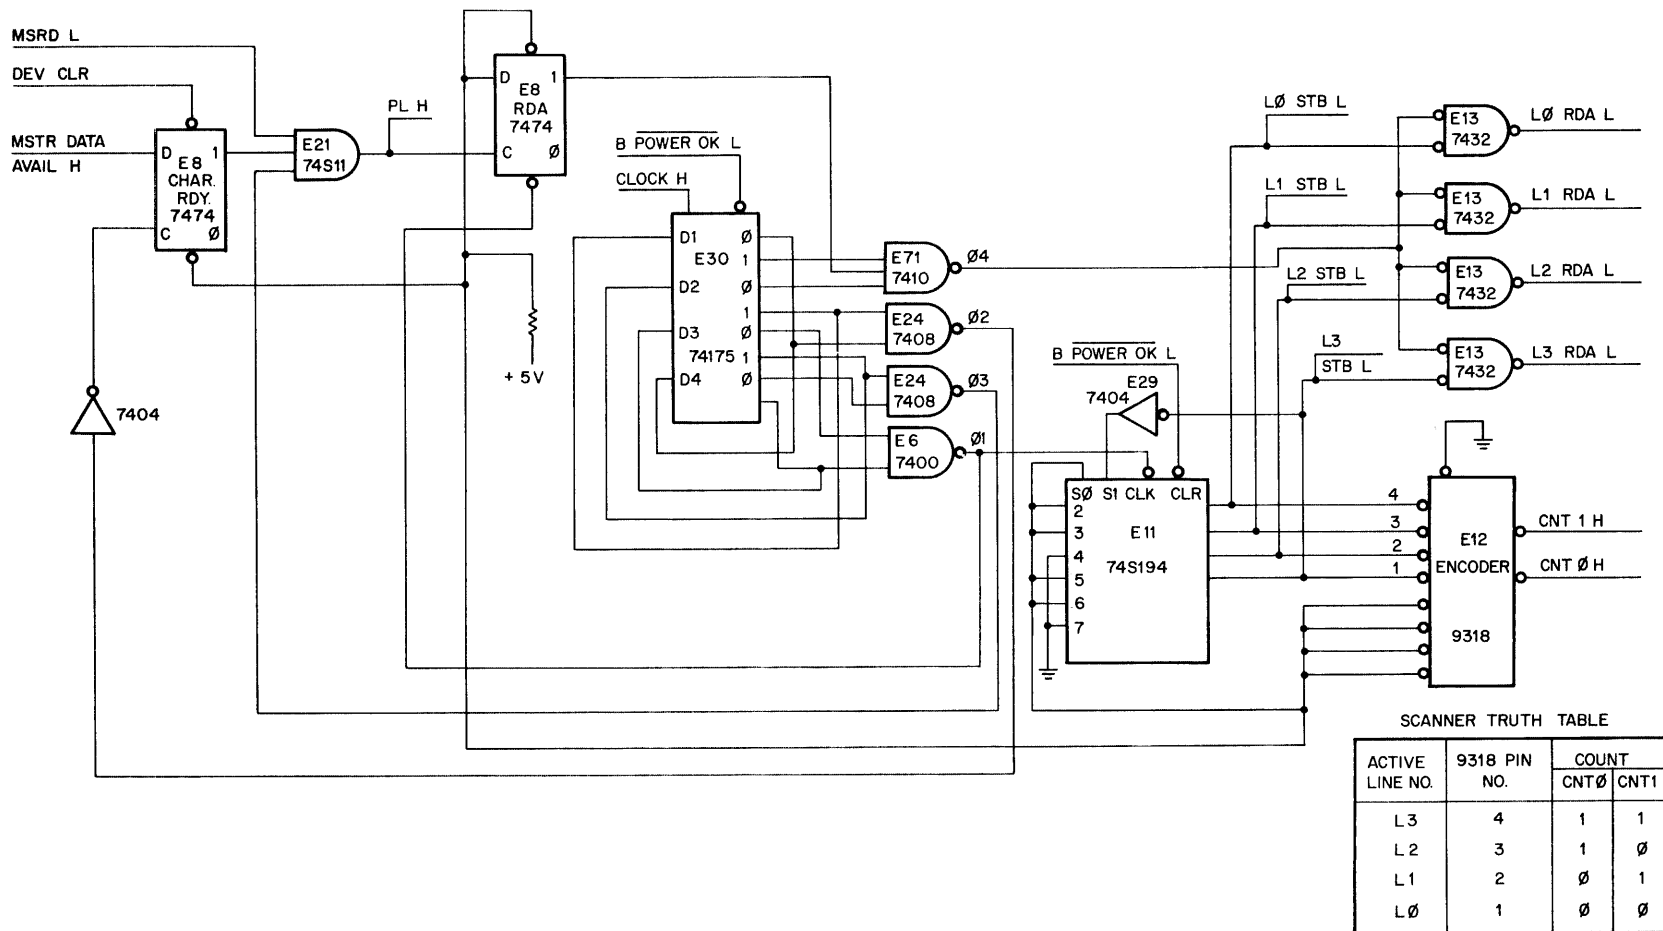 MSRD L
DEV CLR
MSTR DATA
AVAIL H
D 1
E8
CHAR.
RDY.
7474
C Ø
E21
74S11
PL H
D 1
E8
RDA
7474
C Ø
B POWER OK L
CLOCK H
D1 Ø
E30
1
D2 Ø
1
D3 Ø
74175 1
D4 Ø
+5V
7404
E71
7410
Ø4
E24
7408
Ø2
E24
7408
Ø3
E6
7400
Ø1
LØ STB L
L1 STB L
L2 STB L
L3
STB L
E13
7432
LØ RDA L
E13
7432
L1 RDA L
E13
7432
L2 RDA L
E13
7432
L3 RDA L
B POWER OK L
E29
7404
SØ S1 CLK CLR
2
3
4
5
6
7
E11
74S194
4
3
2
1
E12
ENCODER
9318
CNT 1 H
CNT Ø H
SCANNER TRUTH TABLE
ACTIVE LINE NO. 9318 PIN NO. COUNT
CNTØ CNT1
L3 4 1 1
L2 3 1 Ø
L1 2 Ø 1
LØ 1 Ø Ø